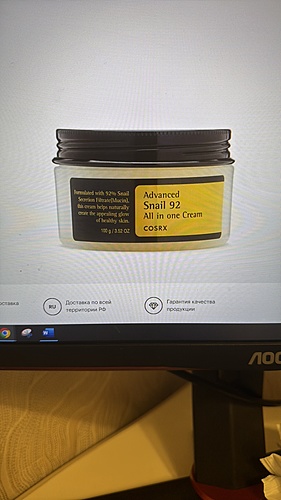 Formulated with 92% Snail
Secretion Filtrate(Mucin),
this cream helps naturally
create the appealing glow
of healthy skin.
100 g / 3.52 OZ
Advanced
Snail 92
All in one Cream
COSRX
оставка
RU
Доставка по всей
территории РФ
Гарантия качества
продукции
W
AOC